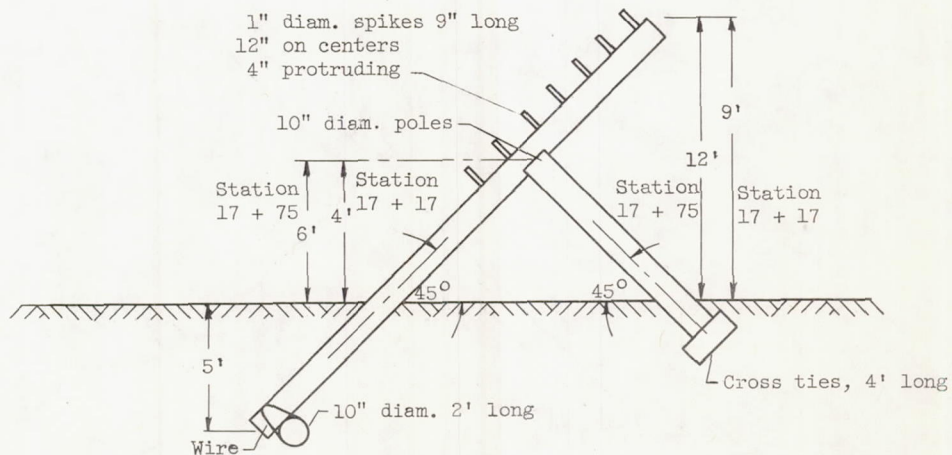 1" diam. spikes 9" long
12" on centers
4" protruding
10" diam. poles
9'
12'
Station
17 + 75
Station
17 + 17
6'
4'
Station
17 + 75
Station
17 + 17
45°
45°
5'
Cross ties, 4' long
10" diam. 2' long
Wire